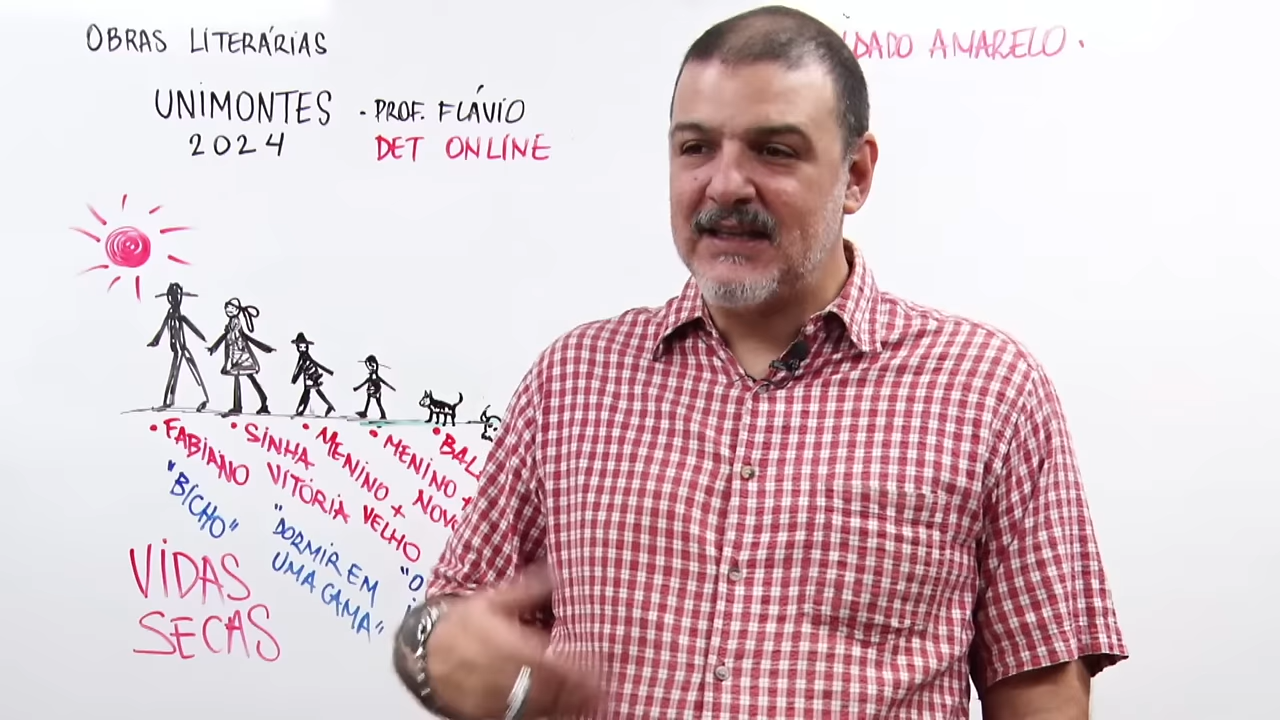 OBRAS LITERÁRIAS
UNIMONTES
2024
- PROF. FLÁVIO
DET ONLINE
AMARELO.
• FABIANO
"BICHO"
• SINHA
VITÓRIA
"DORMIR EM
UMA CAMA"
• MENINO +
VELHO
• MENINO +
NOVO
VIDAS
SECAS